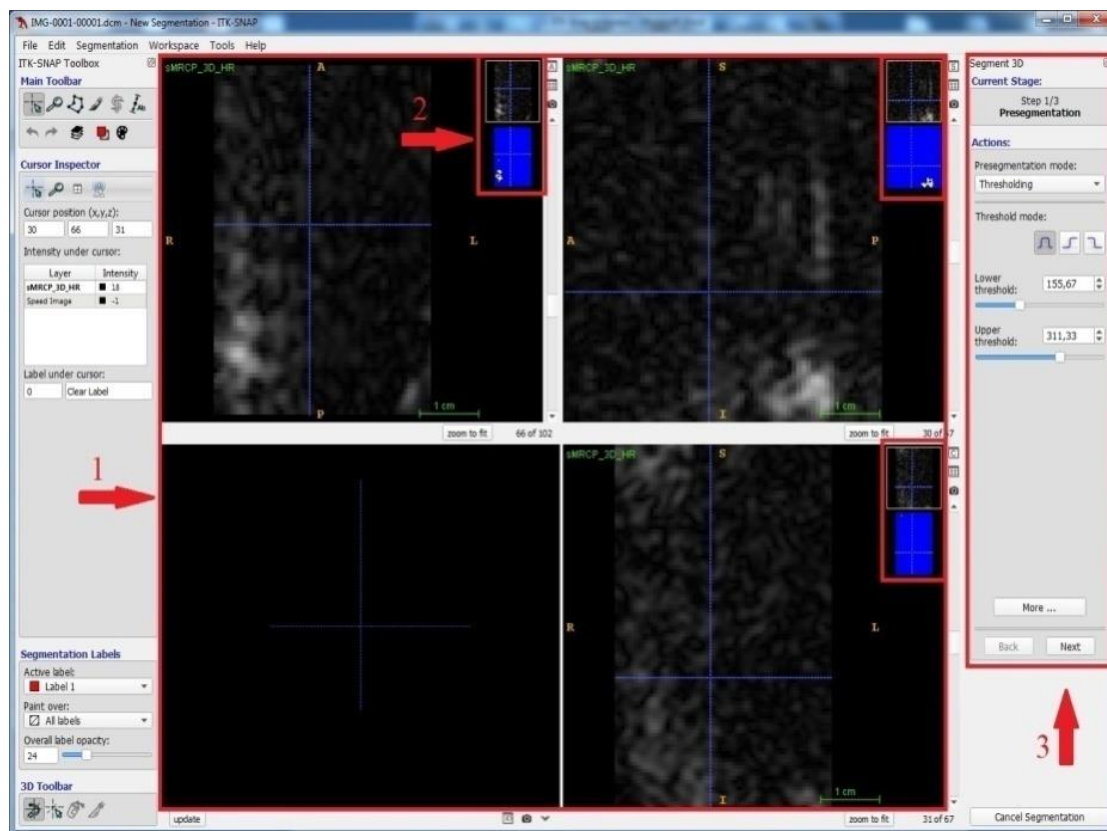 IMG-0001-00001.dcm - New Segmentation - ITK-SNAP
File Edit Segmentation Workspace Tools Help
ITK-SNAP Toolbox
Main Toolbar
Cursor Inspector
Cursor position (x,y,z):
30 66 31
Intensity under cursor:
Layer Intensity
sMRCP_3D_HR 18
Speed Image -1
Label under cursor:
0 Clear Label
Segmentation Labels
Active label:
Label 1
Paint over:
All labels
Overall label opacity:
24
3D Toolbar
1
sMRCP_3D_HR
A
2
R
L
P
1 cm
zoom to fit 66 of 102
sMRCP_3D_HR
S
A
P
I
1 cm
zoom to fit 30 of 67
update
sMRCP_3D_HR
S
R
L
I
1 cm
zoom to fit 31 of 67
Segment 3D
Current Stage:
Step 1/3
Presegmentation
Actions:
Presegmentation mode:
Thresholding
Threshold mode:
Lower
threshold:
155,67
Upper
threshold:
311,33
More ...
Back Next
3
Cancel Segmentation